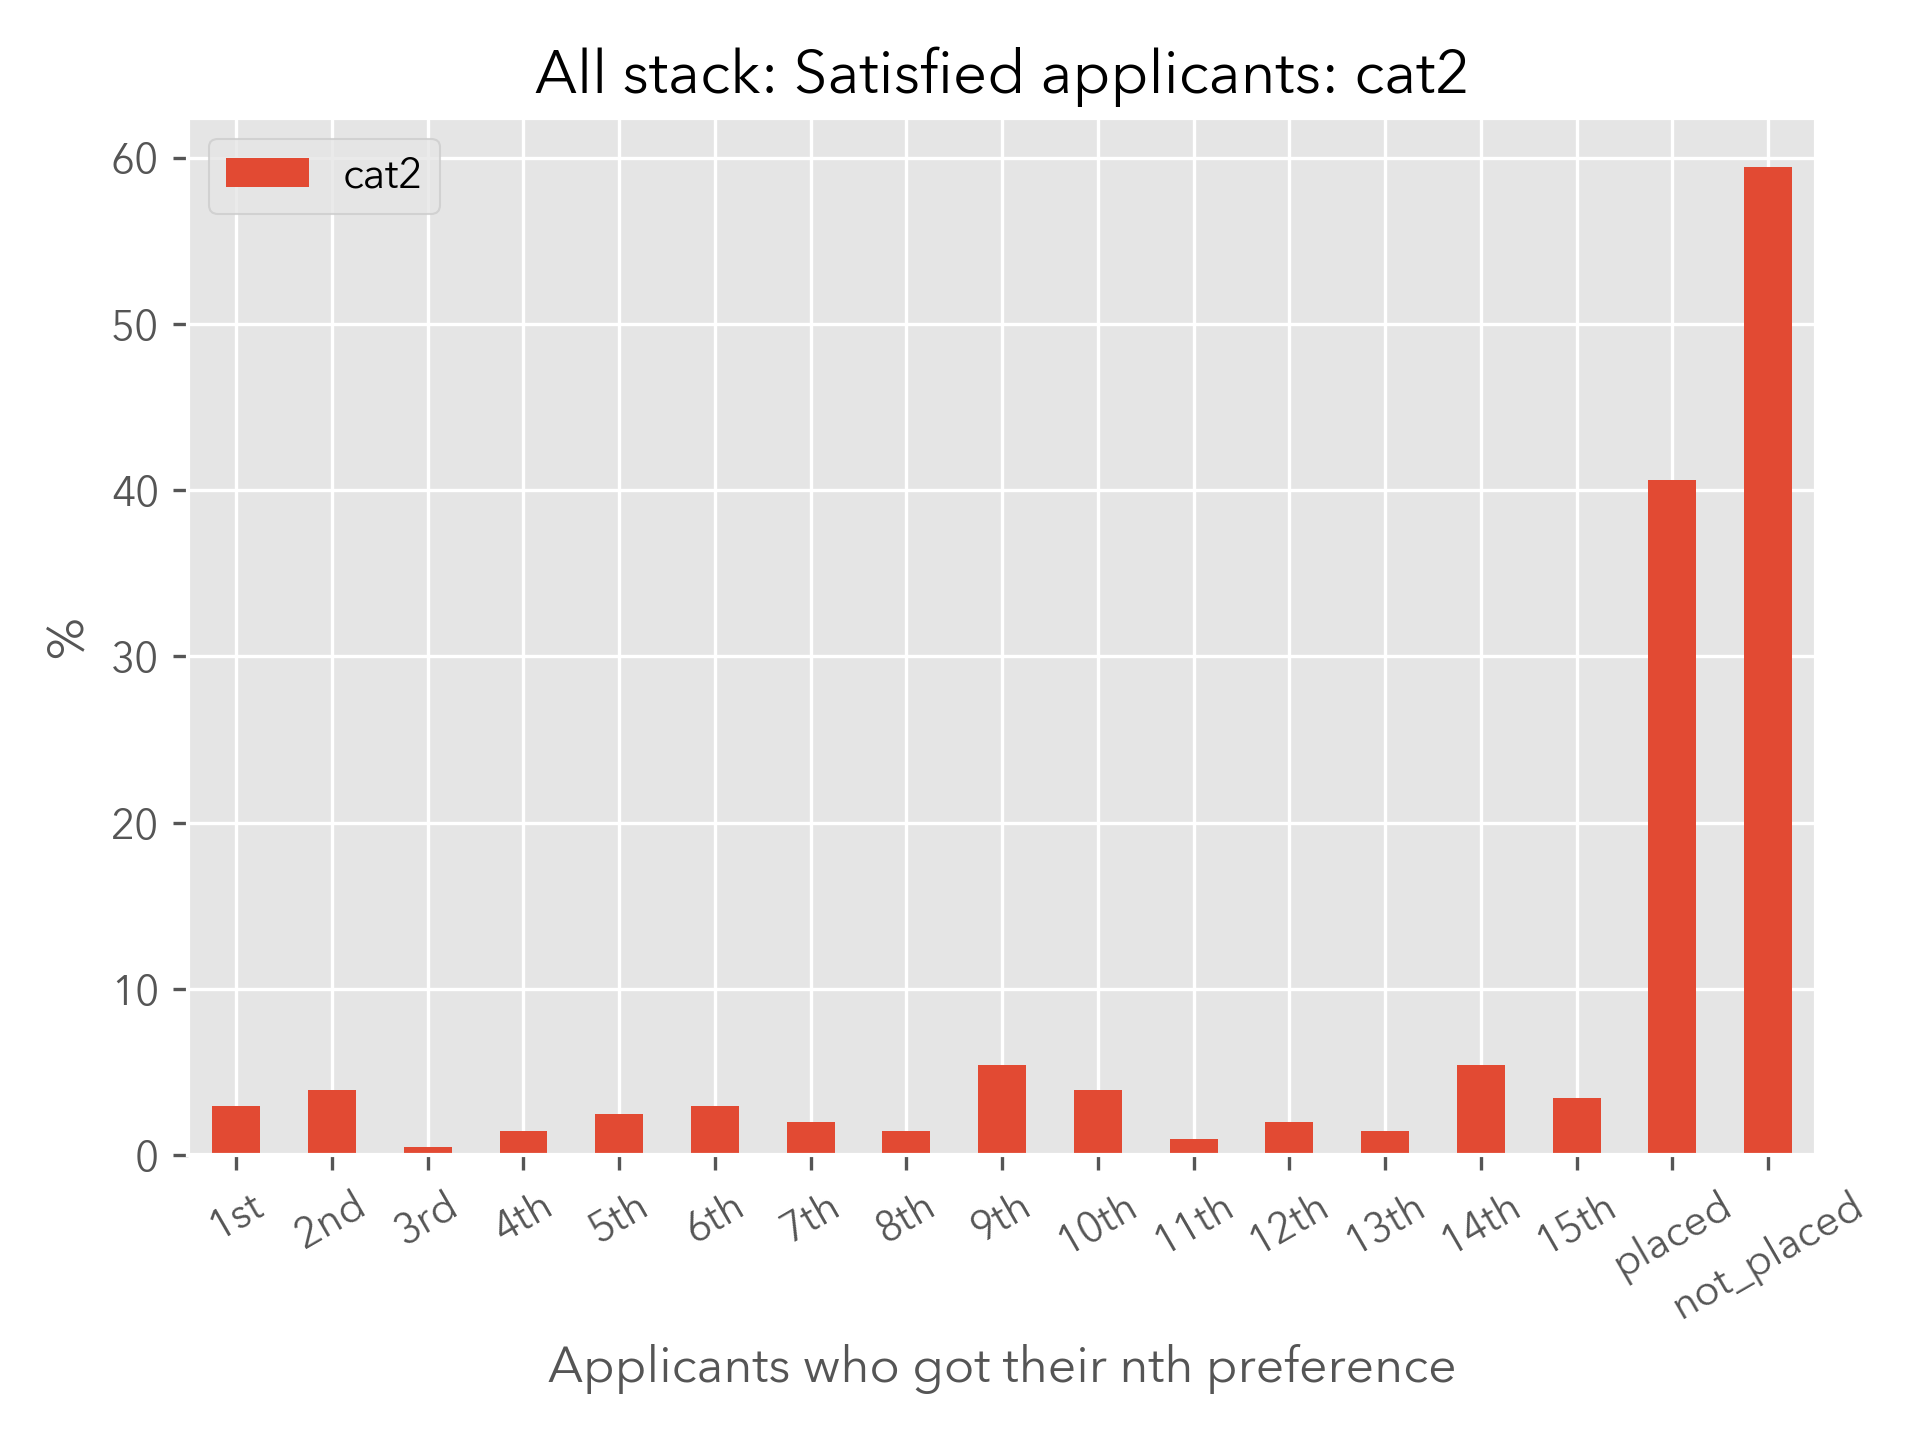 All stack: Satisfied applicants: cat2
cat2
60
50
40
30
20
10
0
%
1st 2nd 3rd 4th 5th 6th 7th 8th 9th 10th 11th 12th 13th 14th 15th placed not_placed
Applicants who got their nth preference